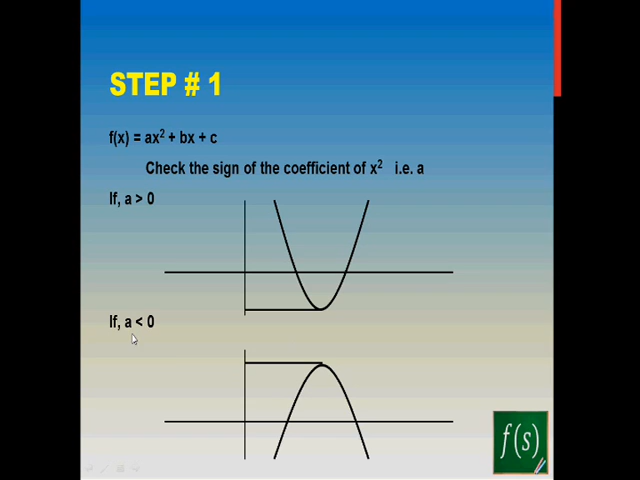 STEP # 1
f(x) = ax² + bx + c
Check the sign of the coefficient of x² i.e. a
If, a > 0
If, a < 0
f(s)